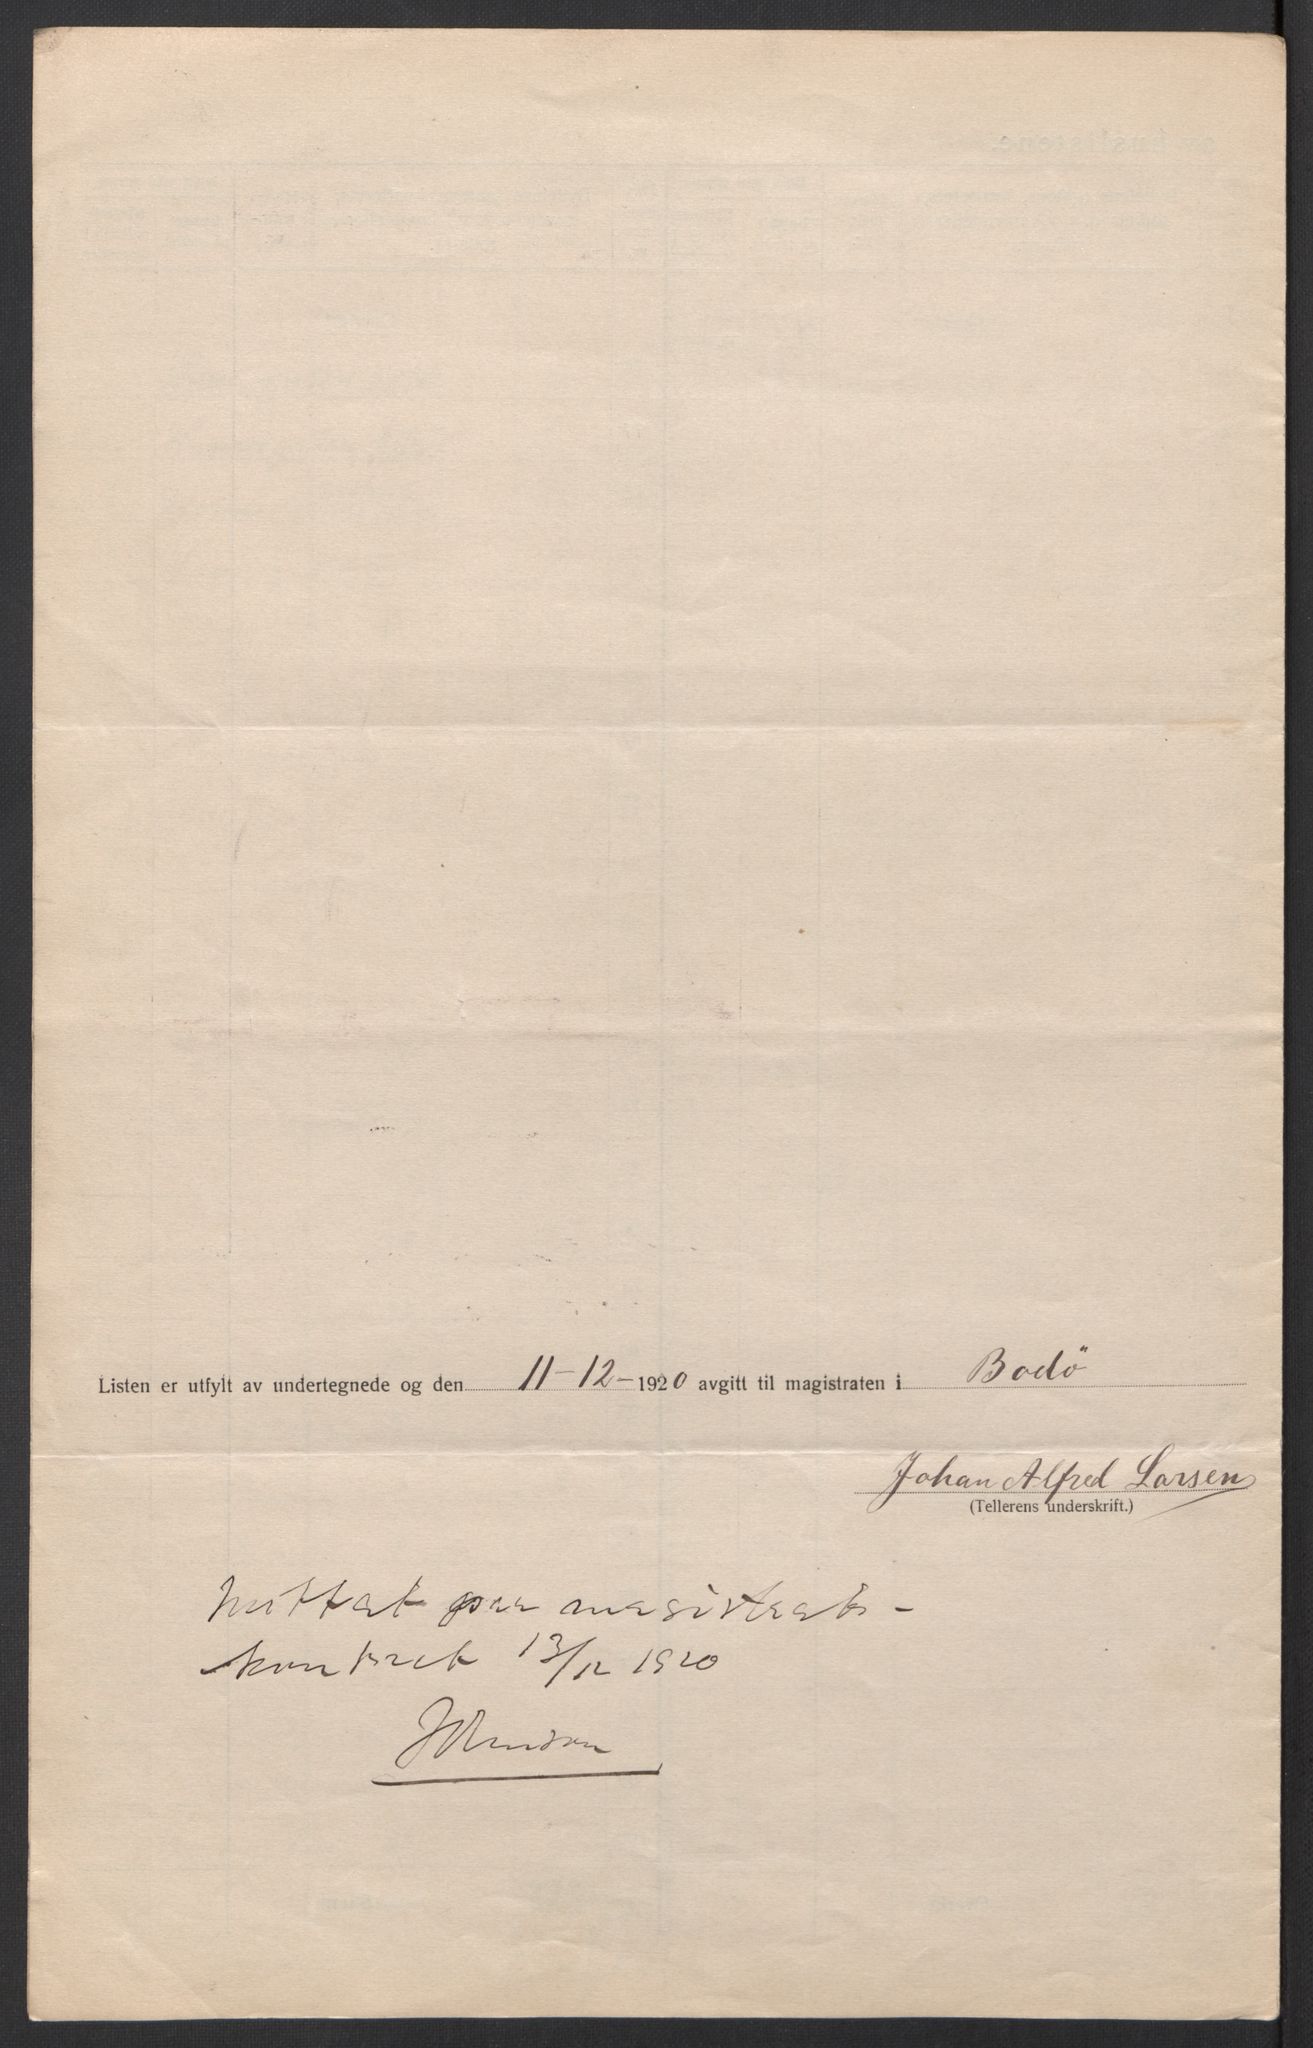 Listen er utfylt av undertegnede og den 11-12-1920 avgitt til magistraten i Bodö
Johan Alfred Larsen
(Tellerens underskrift.)
paa magistrats-
kontoret 13/12 1920